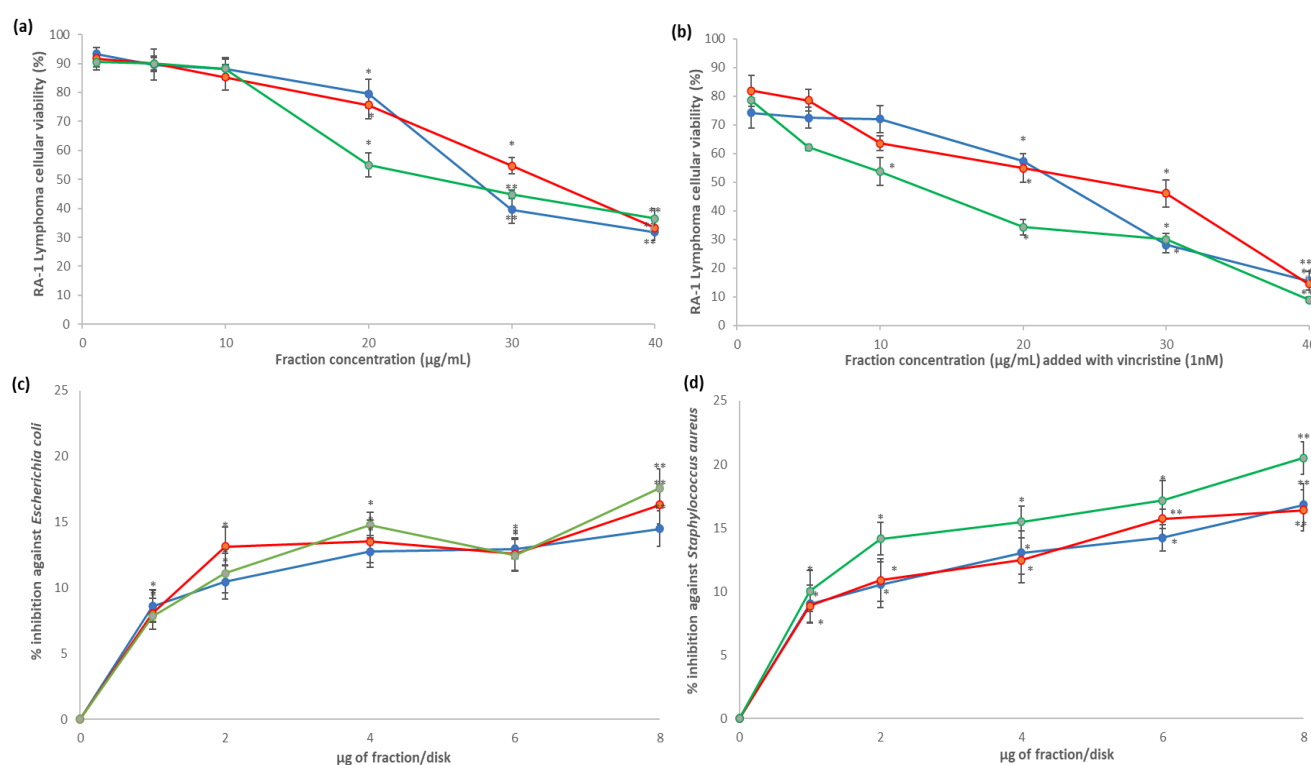 (a)
RA-1 Lymphoma cellular viability (%)
100
90
80
70
60
50
40
30
20
10
0
0 10 20 30 40
Fraction concentration (µg/mL)
* * * * ** ** ** * **
(b)
RA-1 Lymphoma cellular viability (%)
100
90
80
70
60
50
40
30
20
10
0
0 10 20 30 40
Fraction concentration (µg/mL) added with vincristine (1nM)
* * * * * * * ** ** **
(c)
% inhibition against Escherichia coli
25
20
15
10
5
0
0 2 4 6 8
µg of fraction/disk
* * * * * * * * ** ** **
(d)
% inhibition against Staphylococcus aureus
25
20
15
10
5
0
0 2 4 6 8
µg of fraction/disk
* * * * * * * * * * ** * ** ** **